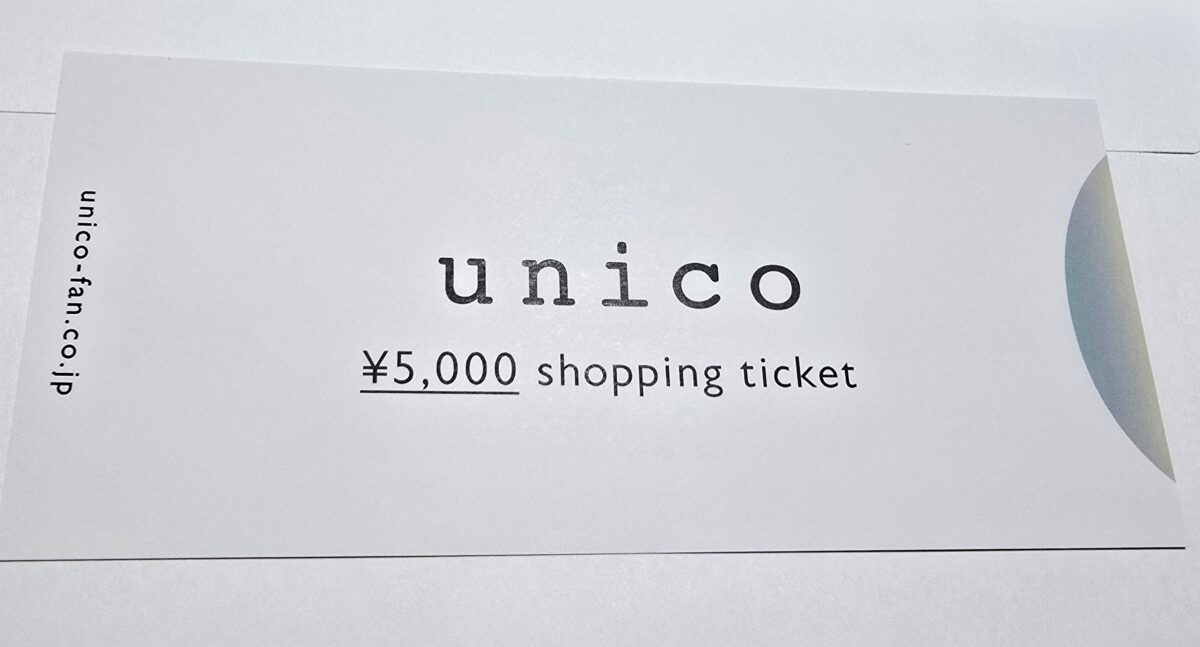 unico
¥5,000 shopping ticket
unico-fan.co.jp